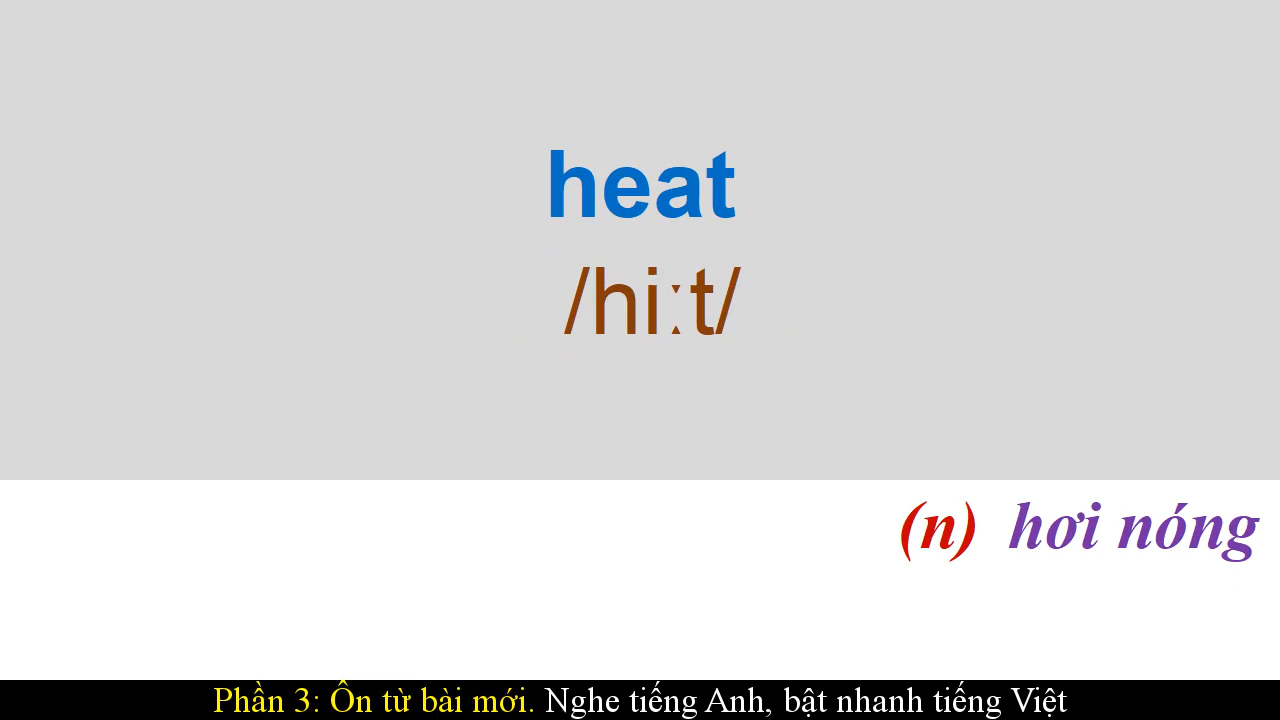 heat
/hiːt/
(n) hơi nóng
Phần 3: Ôn từ bài mới. Nghe tiếng Anh, bật nhanh tiếng Việt